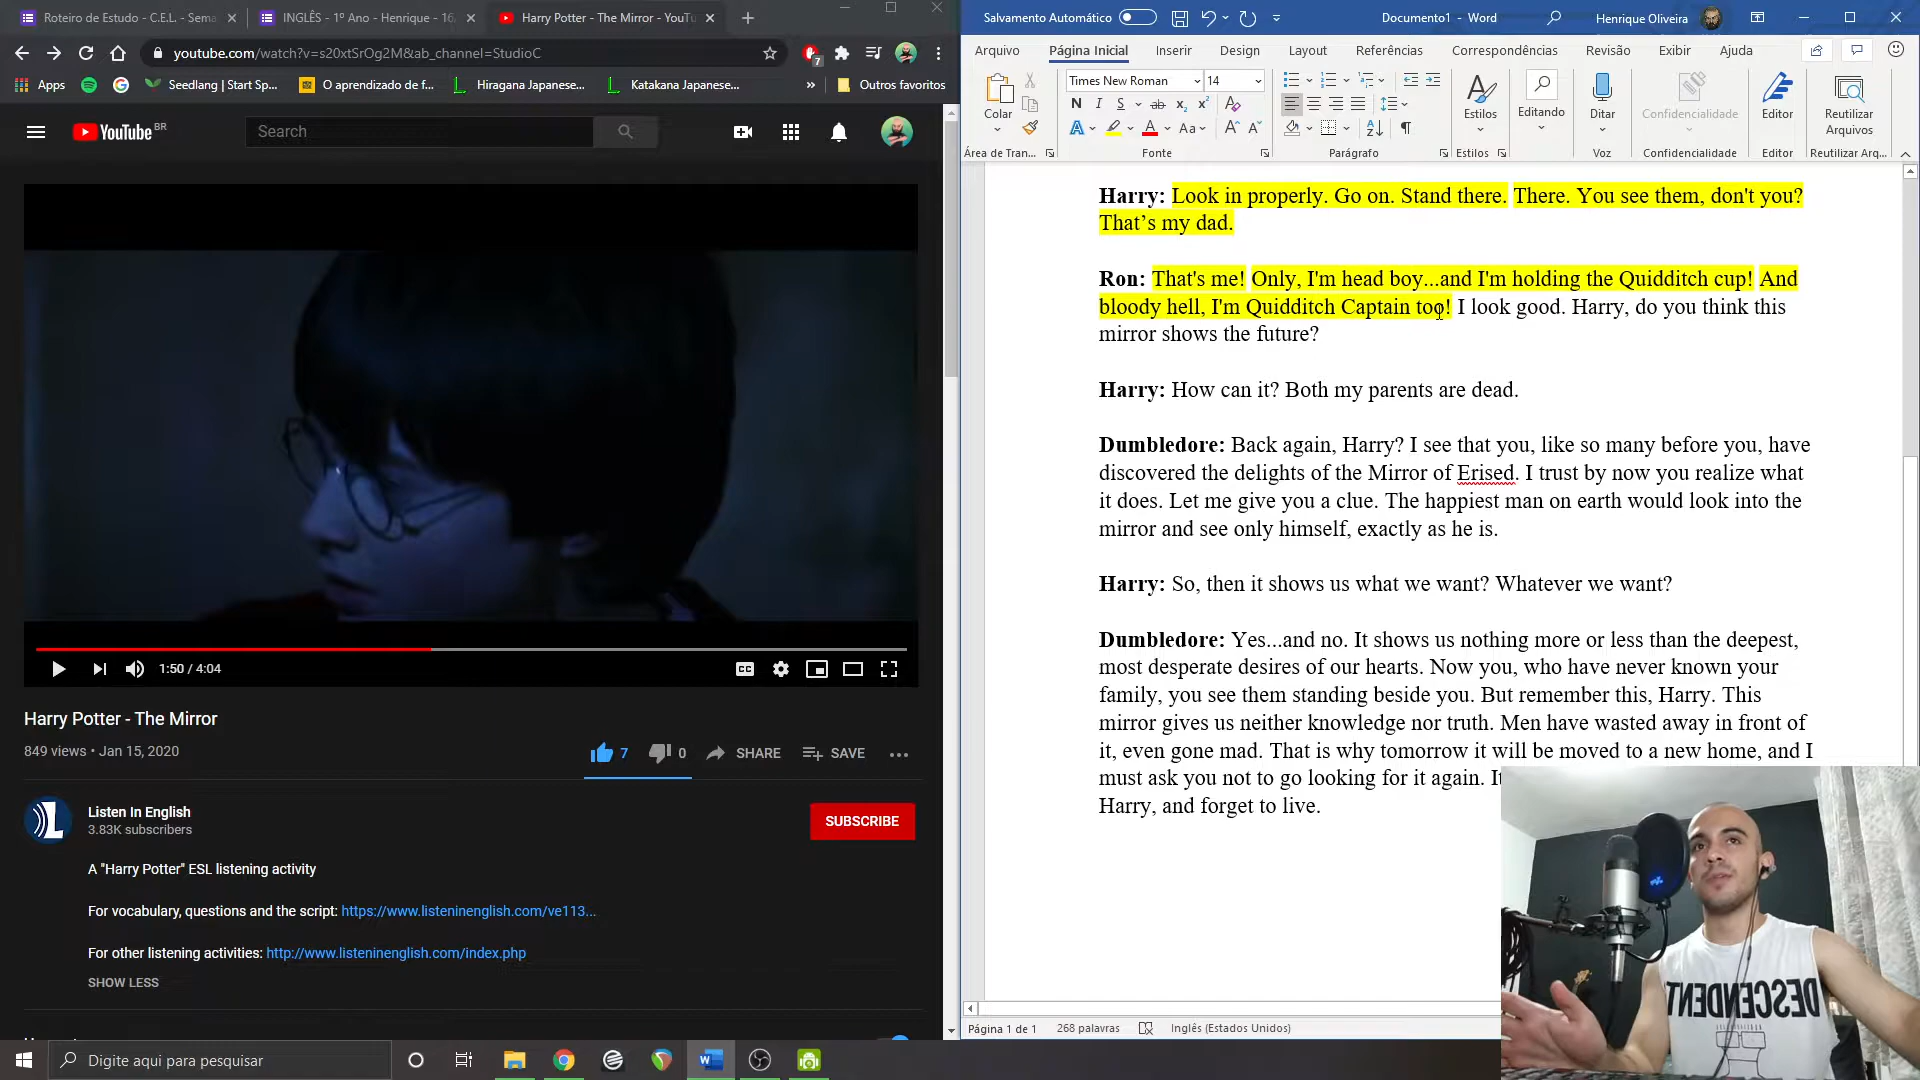 Roteiro de Estudo - C.E.L. - Sema
INGLÊS - 1º Ano - Henrique - 16
Harry Potter - The Mirror - YouTu
youtube.com/watch?v=s20xtSrOg2M&ab_channel=StudioC
7
Apps
Seedlang | Start Sp...
O aprendizado de f...
Hiragana Japanese...
Katakana Japanese...
»
Outros favoritos
YouTube BR
Search
1:50 / 4:04
CC
Harry Potter - The Mirror
849 views • Jan 15, 2020
7
0
SHARE
SAVE
Listen In English
3.83K subscribers
SUBSCRIBE
A "Harry Potter" ESL listening activity
For vocabulary, questions and the script: https://www.listeninenglish.com/ve113...
For other listening activities: http://www.listeninenglish.com/index.php
SHOW LESS
Digite aqui para pesquisar
Salvamento Automático
Documento1 - Word
Henrique Oliveira
Arquivo
Página Inicial
Inserir
Design
Layout
Referências
Correspondências
Revisão
Exibir
Ajuda
Colar
Times New Roman
14
N I S ab x₂ x²
A A Aa A A
Estilos
Editando
Ditar
Confidencialidade
Editor
Reutilizar
Arquivos
Área de Tran...
Fonte
Parágrafo
Estilos
Voz
Confidencialidade
Editor
Reutilizar Arq...
Harry: Look in properly. Go on. Stand there. There. You see them, don't you?
That’s my dad.
Ron: That's me! Only, I'm head boy...and I'm holding the Quidditch cup! And
bloody hell, I'm Quidditch Captain too! I look good. Harry, do you think this
mirror shows the future?
Harry: How can it? Both my parents are dead.
Dumbledore: Back again, Harry? I see that you, like so many before you, have
discovered the delights of the Mirror of Erised. I trust by now you realize what
it does. Let me give you a clue. The happiest man on earth would look into the
mirror and see only himself, exactly as he is.
Harry: So, then it shows us what we want? Whatever we want?
Dumbledore: Yes...and no. It shows us nothing more or less than the deepest,
most desperate desires of our hearts. Now you, who have never known your
family, you see them standing beside you. But remember this, Harry. This
mirror gives us neither knowledge nor truth. Men have wasted away in front of
it, even gone mad. That is why tomorrow it will be moved to a new home, and I
must ask you not to go looking for it again.
Harry, and forget to live.
Página 1 de 1
268 palavras
Inglês (Estados Unidos)
DESCENDENT